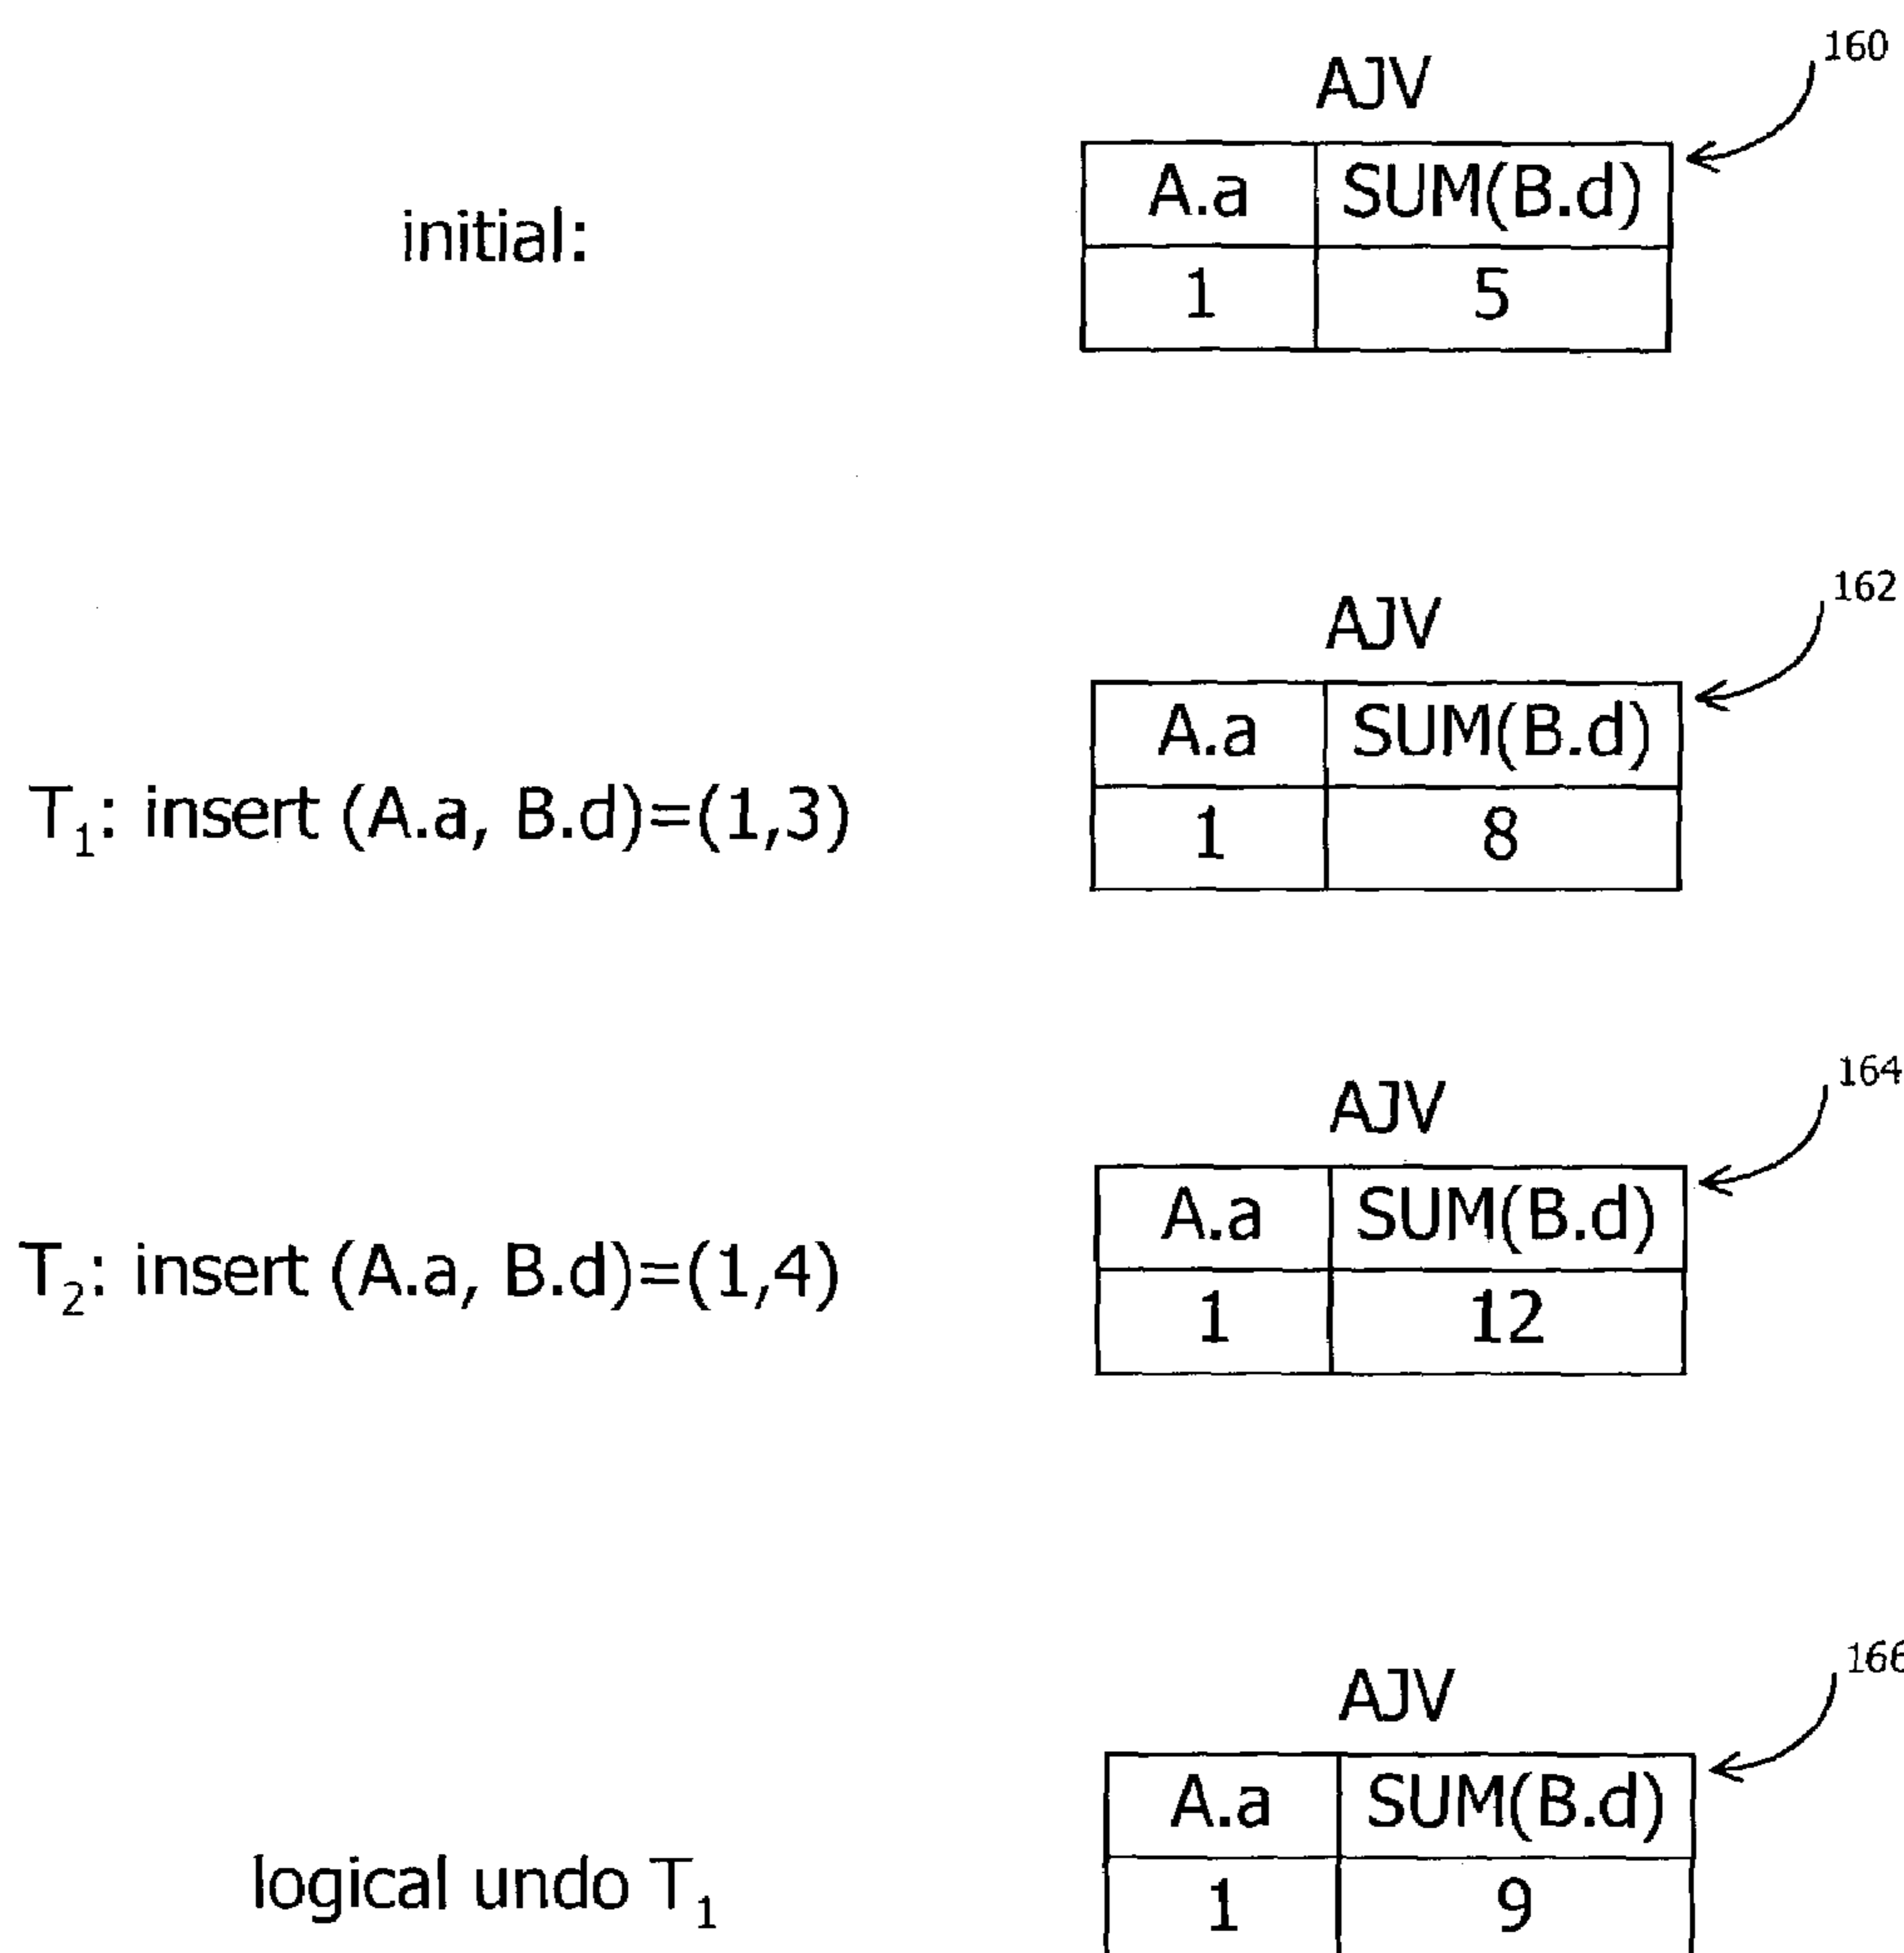 160
AJV
A.a SUM(B.d)
initial:
1 5
162
AJV
A.a SUM(B.d)
T₁: insert (A.a, B.d)=(1,3)
1 8
164
AJV
A.a SUM(B.d)
T₂: insert (A.a, B.d)=(1,4)
1 12
166
AJV
A.a SUM(B.d)
logical undo T₁
1 9